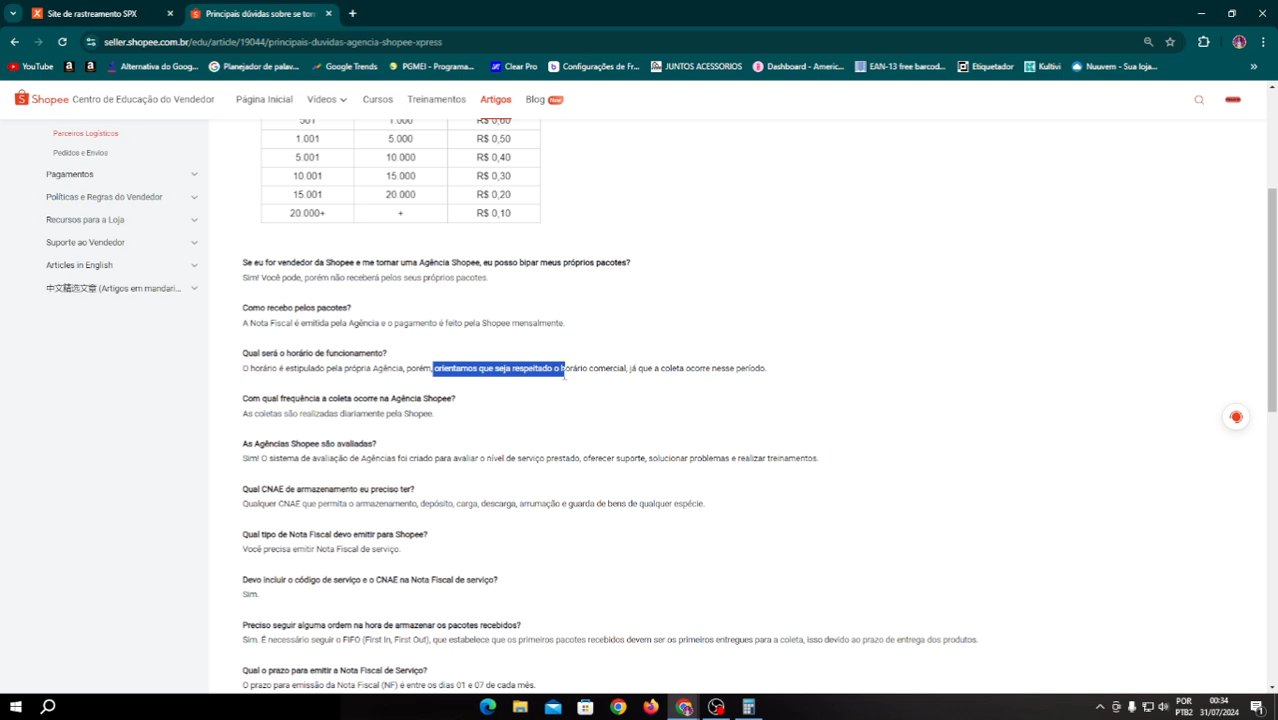 Site de rastreamento SPX
Principais dúvidas sobre se tor
seller.shopee.com.br/edu/article/19044/principais-duvidas-agencia-shopee-xpress
YouTube
Alternativa do Goog...
Planejador de palav...
Google Trends
PGMEI - Programa...
Clear Pro
Configurações de Fr...
JUNTOS ACESSORIOS
Dashboard - Americ...
EAN-13 free barcod...
Etiquetador
Kultivi
Nuuvem - Sua loja...
Shopee Centro de Educação do Vendedor
Página Inicial
Vídeos
Cursos
Treinamentos
Artigos
Blog
Parceiros Logísticos
Pedidos e Envios
Pagamentos
Políticas e Regras do Vendedor
Recursos para a Loja
Suporte ao Vendedor
Articles in English
中文精选文章 (Artigos em mandari...
501 1.000 R$ 0,60
1.001 5.000 R$ 0,50
5.001 10.000 R$ 0,40
10.001 15.000 R$ 0,30
15.001 20.000 R$ 0,20
20.000+ + R$ 0,10
Se eu for vendedor da Shopee e me tornar uma Agência Shopee, eu posso bipar meus próprios pacotes?
Sim! Você pode, porém não receberá pelos seus próprios pacotes.
Como recebo pelos pacotes?
A Nota Fiscal é emitida pela Agência e o pagamento é feito pela Shopee mensalmente.
Qual será o horário de funcionamento?
O horário é estipulado pela própria Agência, porém, orientamos que seja respeitado o horário comercial, já que a coleta ocorre nesse período.
Com qual frequência a coleta ocorre na Agência Shopee?
As coletas são realizadas diariamente pela Shopee.
As Agências Shopee são avaliadas?
Sim! O sistema de avaliação de Agências foi criado para avaliar o nível de serviço prestado, oferecer suporte, solucionar problemas e realizar treinamentos.
Qual CNAE de armazenamento eu preciso ter?
Qualquer CNAE que permita o armazenamento, depósito, carga, descarga, arrumação e guarda de bens de qualquer espécie.
Qual tipo de Nota Fiscal devo emitir para Shopee?
Você precisa emitir Nota Fiscal de serviço.
Devo incluir o código de serviço e o CNAE na Nota Fiscal de serviço?
Sim.
Preciso seguir alguma ordem na hora de armazenar os pacotes recebidos?
Sim. É necessário seguir o FIFO (First In, First Out), que estabelece que os primeiros pacotes recebidos devem ser os primeiros entregues para a coleta, isso devido ao prazo de entrega dos produtos.
Qual o prazo para emitir a Nota Fiscal de Serviço?
O prazo para emissão da Nota Fiscal (NF) é entre os dias 01 e 07 de cada mês.
POR
PTB2
00:34
31/07/2024